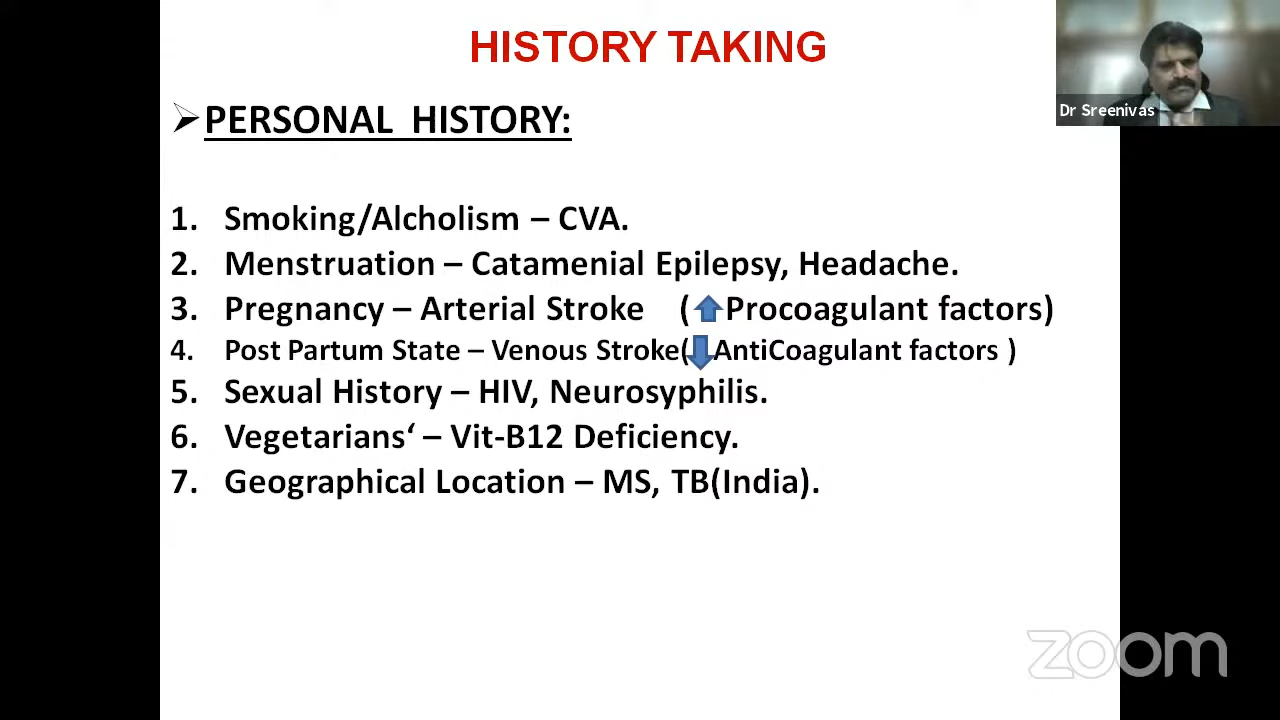 HISTORY TAKING
Dr Sreenivas
➢ PERSONAL HISTORY:
1. Smoking/Alcholism – CVA.
2. Menstruation – Catamenial Epilepsy, Headache.
3. Pregnancy – Arterial Stroke (⬆Procoagulant factors)
4. Post Partum State – Venous Stroke(⬇AntiCoagulant factors )
5. Sexual History – HIV, Neurosyphilis.
6. Vegetarians‘ – Vit-B12 Deficiency.
7. Geographical Location – MS, TB(India).
zoom